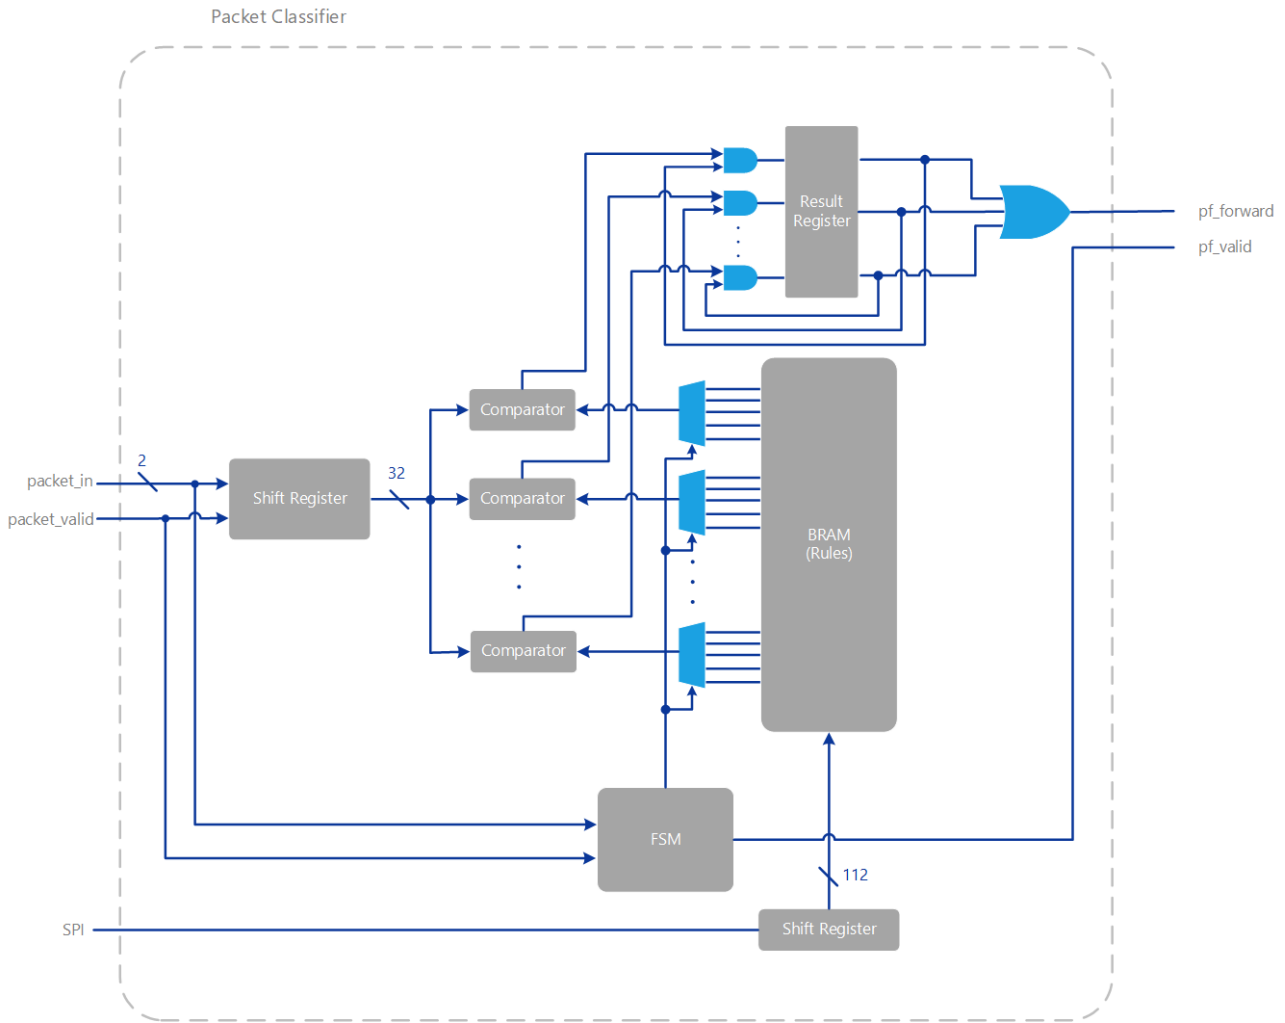 Packet Classifier
Result
Register
pf_forward
pf_valid
Comparator
2
packet_in
packet_valid
Shift Register
32
Comparator
BRAM
(Rules)
Comparator
FSM
112
SPI
Shift Register